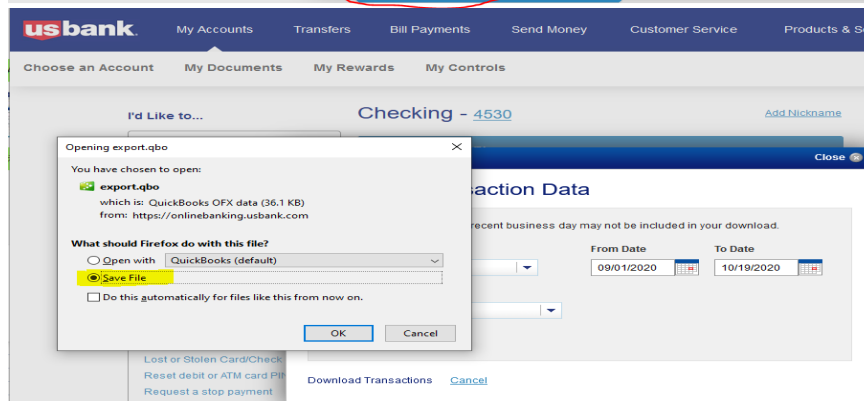 usbank. My Accounts Transfers Bill Payments Send Money Customer Service Products &
Choose an Account My Documents My Rewards My Controls
I'd Like to... Checking - 4530 Add Nickname
Opening export.qbo
Close
You have chosen to open:
export.qbo
action Data
which is: QuickBooks OFX data (36.1 KB)
from: https://onlinebanking.usbank.com
recent business day may not be included in your download.
What should Firefox do with this file?
From Date To Date
Open with QuickBooks (default)
09/01/2020 10/19/2020
Save File
Do this automatically for files like this from now on.
OK Cancel
Lost or Stolen Card/Check
Reset debit or ATM card PIN
Download Transactions Cancel
Request a stop payment